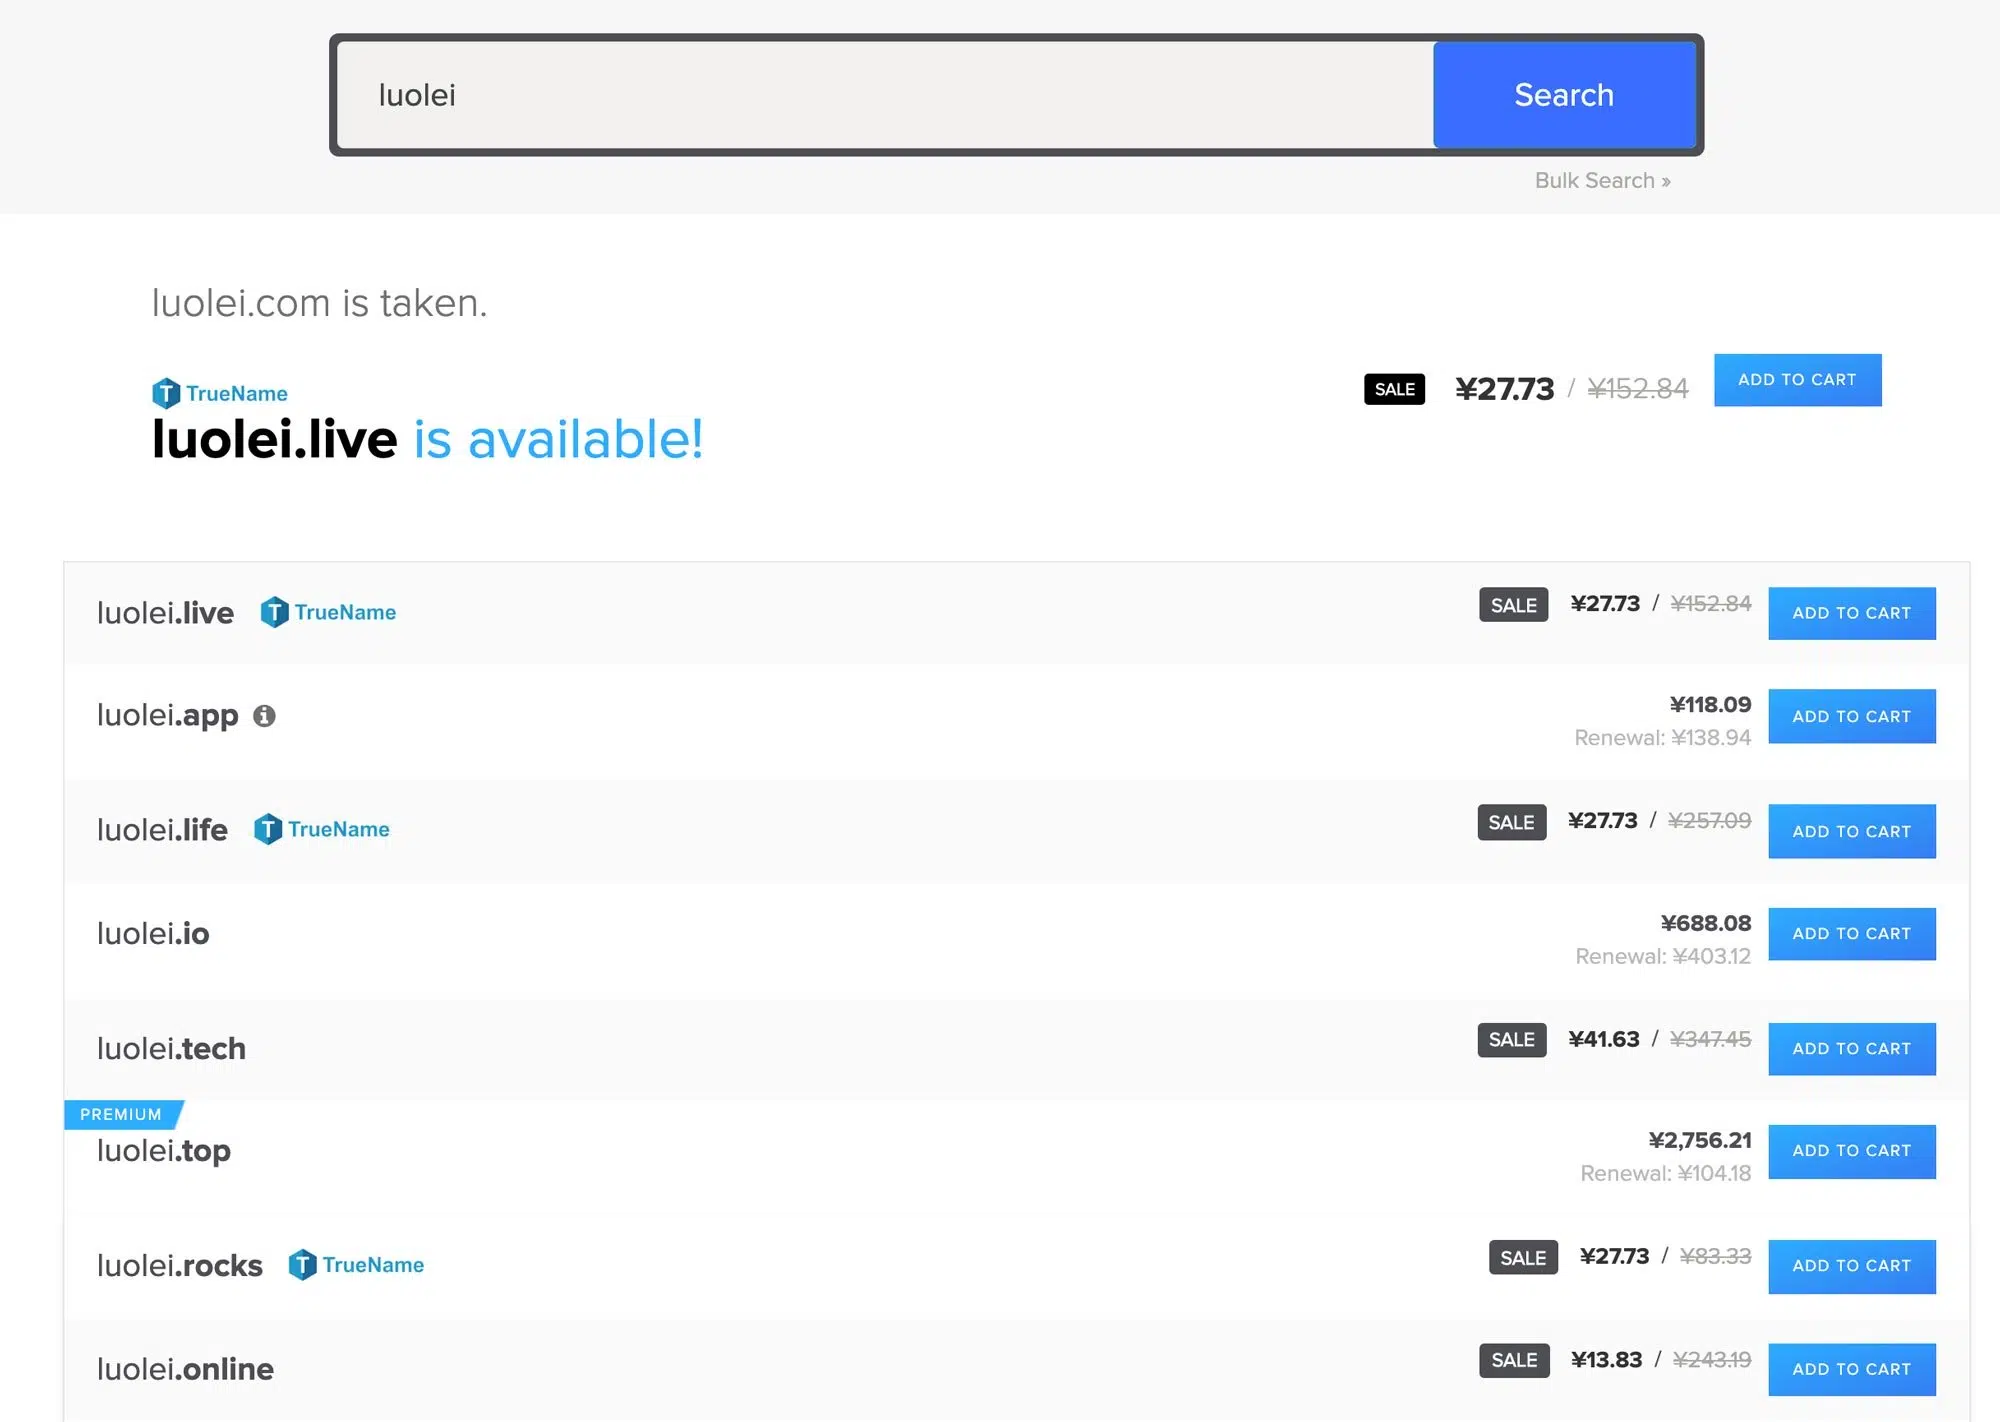 luolei
Search
Bulk Search »
luolei.com is taken.
TrueName
luolei.live is available!
SALE ¥27.73 / ¥152.84 ADD TO CART
luolei.live TrueName SALE ¥27.73 / ¥152.84 ADD TO CART
luolei.app ¥118.09 ADD TO CART
Renewal: ¥138.94
luolei.life TrueName SALE ¥27.73 / ¥257.09 ADD TO CART
luolei.io ¥688.08 ADD TO CART
Renewal: ¥403.12
luolei.tech SALE ¥41.63 / ¥347.45 ADD TO CART
PREMIUM
luolei.top ¥2,756.21 ADD TO CART
Renewal: ¥104.18
luolei.rocks TrueName SALE ¥27.73 / ¥83.33 ADD TO CART
luolei.online SALE ¥13.83 / ¥243.19 ADD TO CART